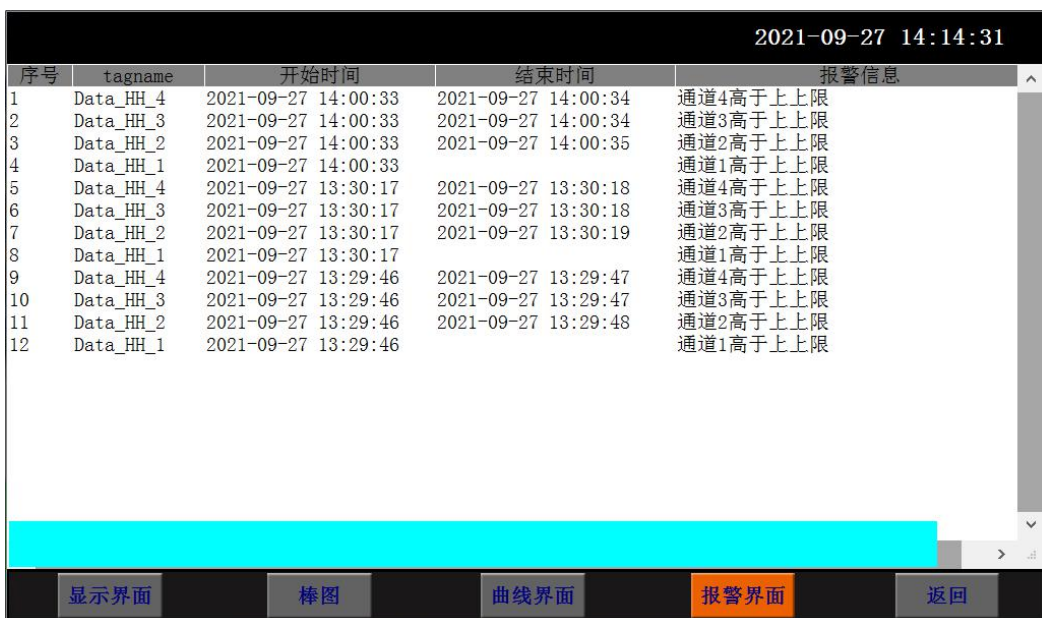 2021-09-27 14:14:31
序号 tagname 开始时间 结束时间 报警信息
1 Data_HH_4 2021-09-27 14:00:33 2021-09-27 14:00:34 通道4高于上上限
2 Data_HH_3 2021-09-27 14:00:33 2021-09-27 14:00:34 通道3高于上上限
3 Data_HH_2 2021-09-27 14:00:33 2021-09-27 14:00:35 通道2高于上上限
4 Data_HH_1 2021-09-27 14:00:33 通道1高于上上限
5 Data_HH_4 2021-09-27 13:30:17 2021-09-27 13:30:18 通道4高于上上限
6 Data_HH_3 2021-09-27 13:30:17 2021-09-27 13:30:18 通道3高于上上限
7 Data_HH_2 2021-09-27 13:30:17 2021-09-27 13:30:19 通道2高于上上限
8 Data_HH_1 2021-09-27 13:30:17 通道1高于上上限
9 Data_HH_4 2021-09-27 13:29:46 2021-09-27 13:29:47 通道4高于上上限
10 Data_HH_3 2021-09-27 13:29:46 2021-09-27 13:29:47 通道3高于上上限
11 Data_HH_2 2021-09-27 13:29:46 2021-09-27 13:29:48 通道2高于上上限
12 Data_HH_1 2021-09-27 13:29:46 通道1高于上上限
显示界面 棒图 曲线界面 报警界面 返回